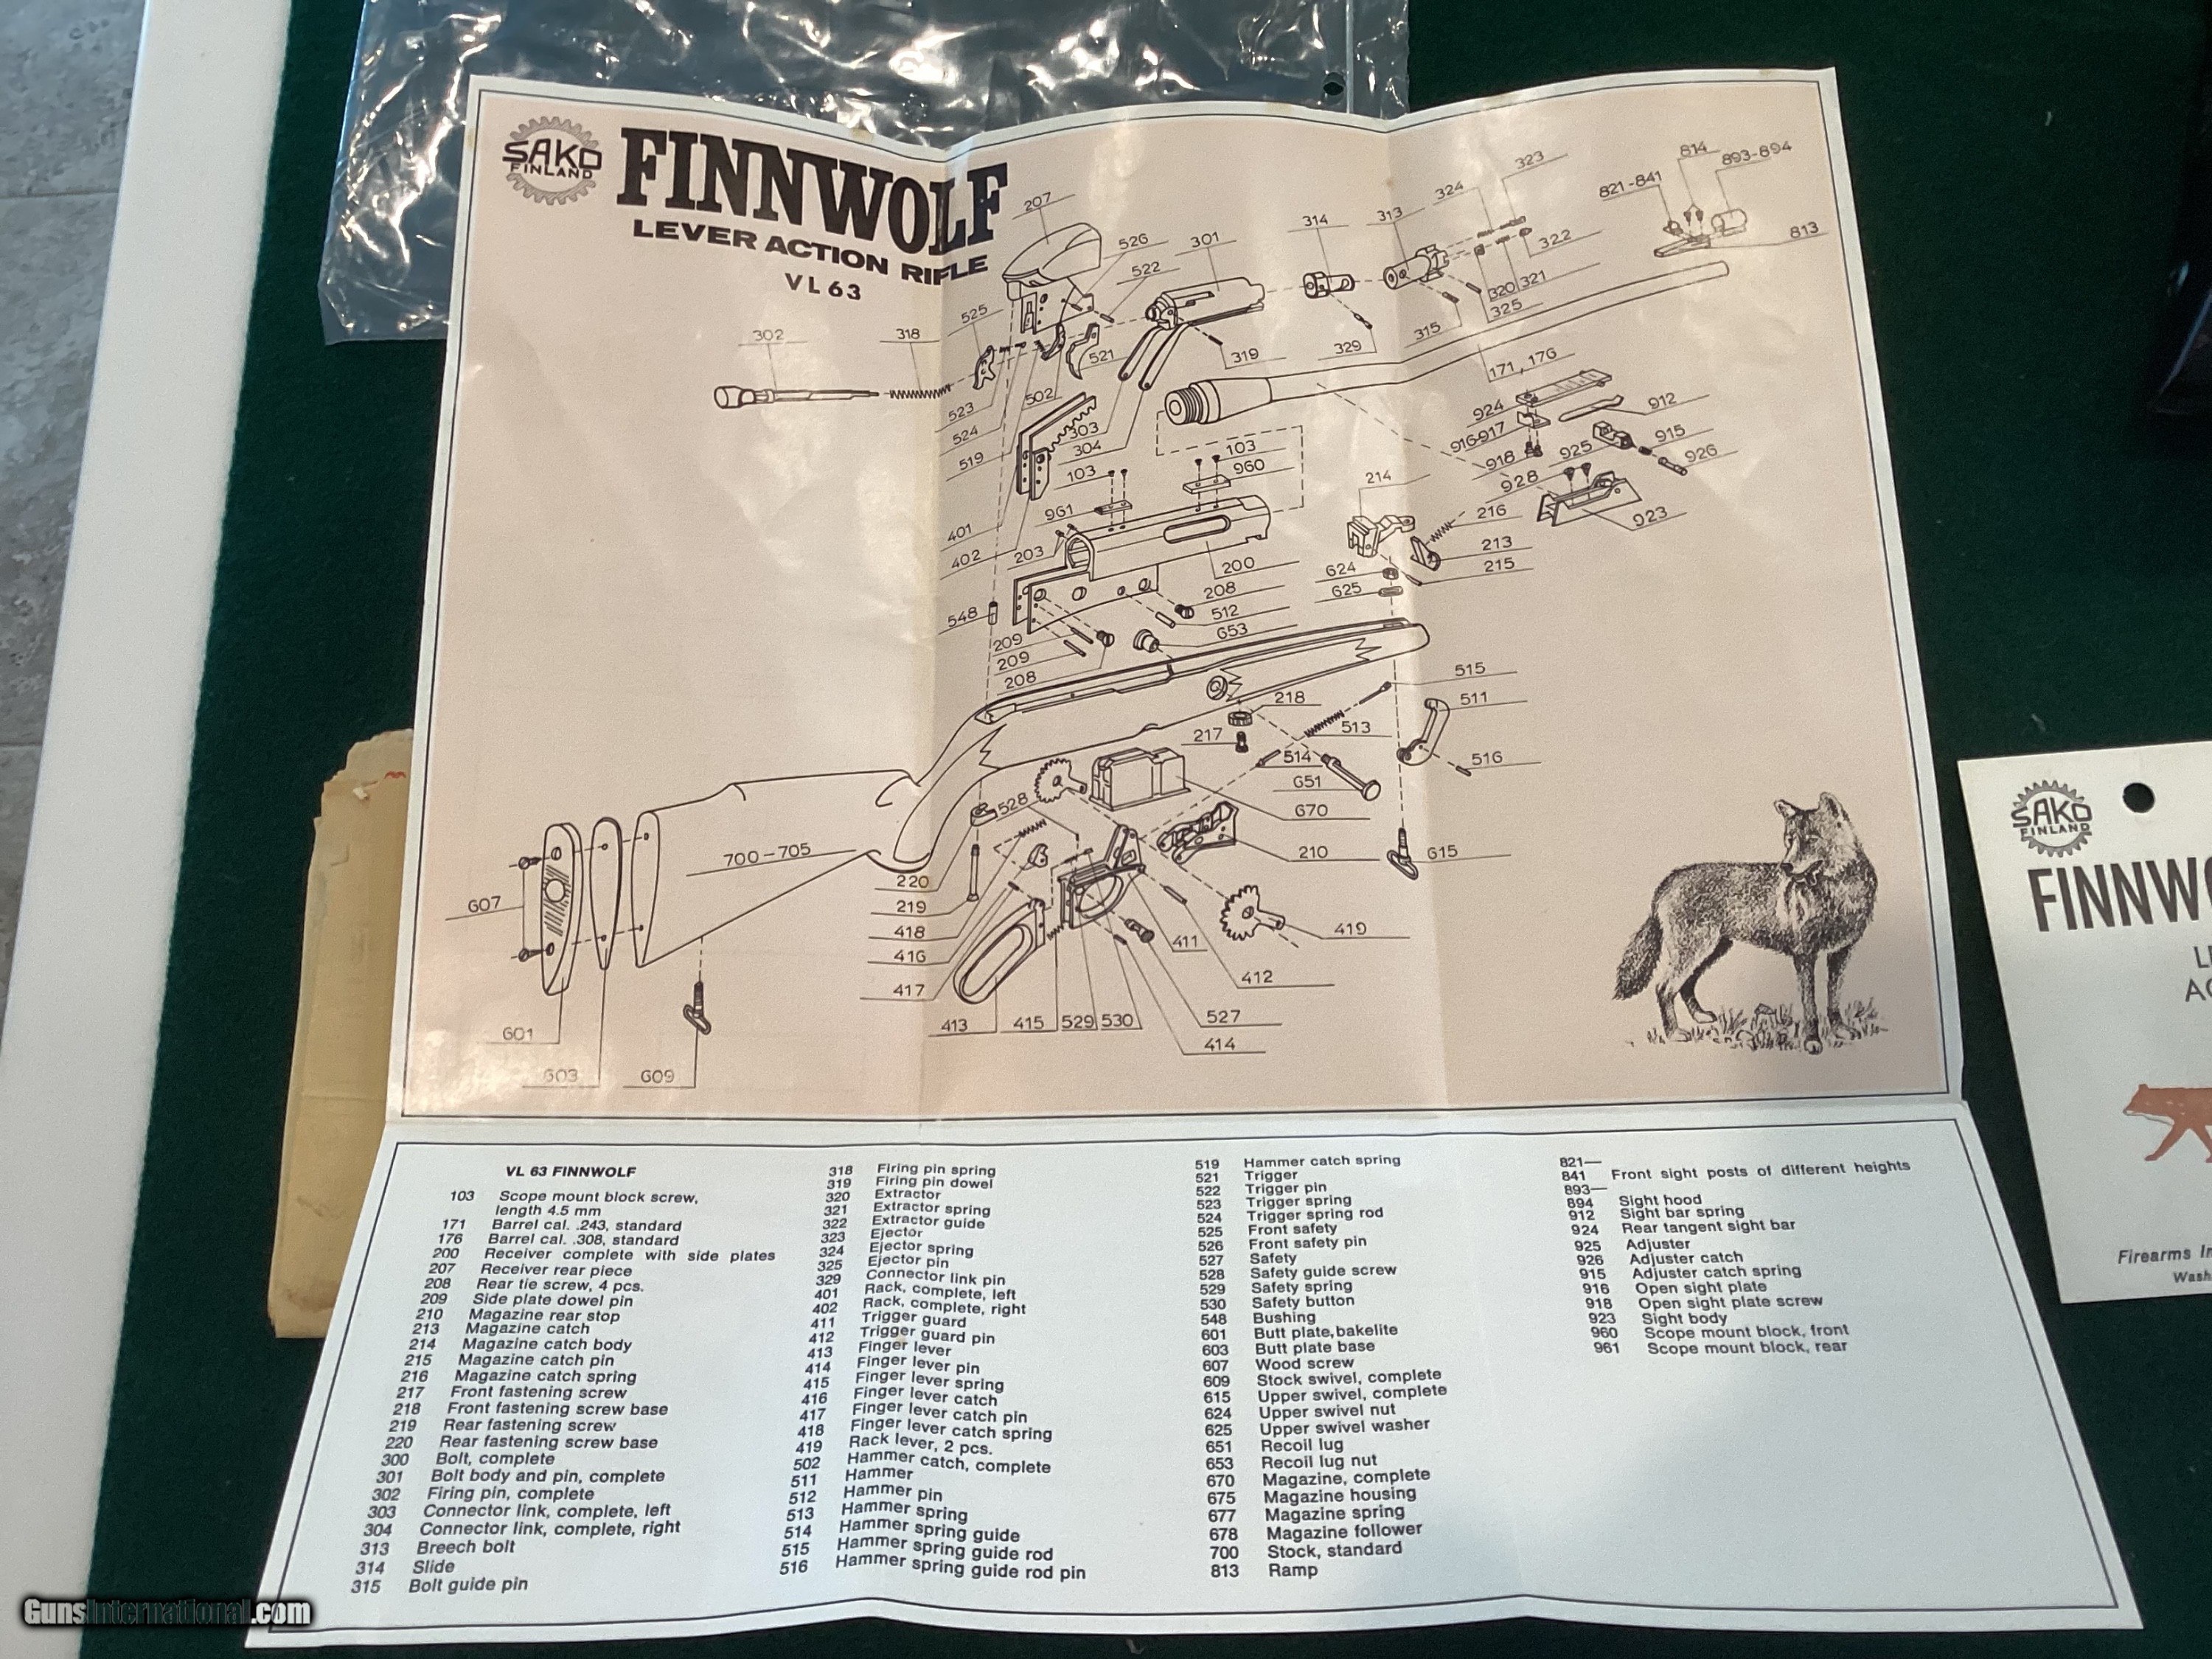 SAKO
FINLAND
FINNWOLF
LEVER ACTION RIFLE
VL63
207
526
522
301
314
313
324
323
322
320
321
325
315
329
319
821-841
814
893-894
813
171, 176
302
318
525
523
524
519
502
521
303
304
401
402
103
961
203
103
960
200
208
512
653
548
209
209
208
214
216
213
215
624
625
924
916-917
918
928
925
912
915
926
923
515
511
513
514
516
218
217
651
670
210
615
528
220
219
418
416
417
413
415
529
530
527
414
411
412
419
700-705
607
601
603
609
VL 63 FINNWOLF
103 Scope mount block screw,
length 4.5 mm
171 Barrel cal. .243, standard
176 Barrel cal. .308, standard
200 Receiver complete with side plates
207 Receiver rear piece
208 Rear tie screw, 4 pcs.
209 Side plate dowel pin
210 Magazine rear stop
213 Magazine catch
214 Magazine catch body
215 Magazine catch pin
216 Magazine catch spring
217 Front fastening screw
218 Front fastening screw base
219 Rear fastening screw
220 Rear fastening screw base
300 Bolt, complete
301 Bolt body and pin, complete
302 Firing pin, complete
303 Connector link, complete, left
304 Connector link, complete, right
313 Breech bolt
314 Slide
315 Bolt guide pin
318 Firing pin spring
319 Firing pin dowel
320 Extractor
321 Extractor spring
322 Extractor guide
323 Ejector
324 Ejector spring
325 Ejector pin
329 Connector link pin
401 Rack, complete, left
402 Rack, complete, right
411 Trigger guard
412 Trigger guard pin
413 Finger lever
414 Finger lever pin
415 Finger lever spring
416 Finger lever catch
417 Finger lever catch pin
418 Finger lever catch spring
419 Rack lever, 2 pcs.
502 Hammer catch, complete
511 Hammer
512 Hammer pin
513 Hammer spring
514 Hammer spring guide
515 Hammer spring guide rod
516 Hammer spring guide rod pin
519 Hammer catch spring
521 Trigger
522 Trigger pin
523 Trigger spring
524 Trigger spring rod
525 Front safety
526 Front safety pin
527 Safety
528 Safety guide screw
529 Safety spring
530 Safety button
548 Bushing
601 Butt plate, bakelite
603 Butt plate base
607 Wood screw
609 Stock swivel, complete
615 Upper swivel, complete
624 Upper swivel nut
625 Upper swivel washer
651 Recoil lug
653 Recoil lug nut
670 Magazine, complete
675 Magazine housing
677 Magazine spring
678 Magazine follower
700 Stock, standard
813 Ramp
821—
841 Front sight posts of different heights
893—
894 Sight hood
912 Sight bar spring
924 Rear tangent sight bar
925 Adjuster
926 Adjuster catch
915 Adjuster catch spring
916 Open sight plate
918 Open sight plate screw
923 Sight body
960 Scope mount block, front
961 Scope mount block, rear
SAKO
FINLAND
FINNWO
LE
AC
Firearms In
Wash
GunsInternational.com